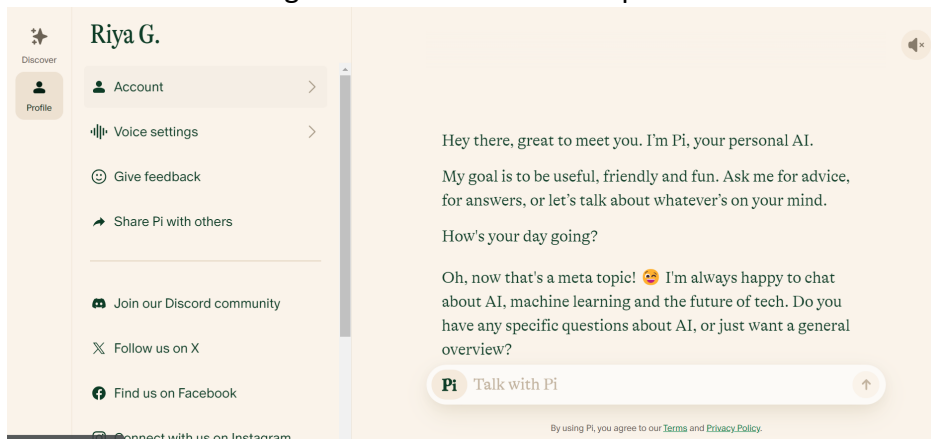 Discover
Profile
Riya G.
Account
Voice settings
Give feedback
Share Pi with others
Join our Discord community
Follow us on X
Find us on Facebook
Connect with us on Instagram
Hey there, great to meet you. I'm Pi, your personal AI.
My goal is to be useful, friendly and fun. Ask me for advice,
for answers, or let's talk about whatever's on your mind.
How's your day going?
Oh, now that's a meta topic! 😜 I'm always happy to chat
about AI, machine learning and the future of tech. Do you
have any specific questions about AI, or just want a general
overview?
Pi Talk with Pi
By using Pi, you agree to our Terms and Privacy Policy.